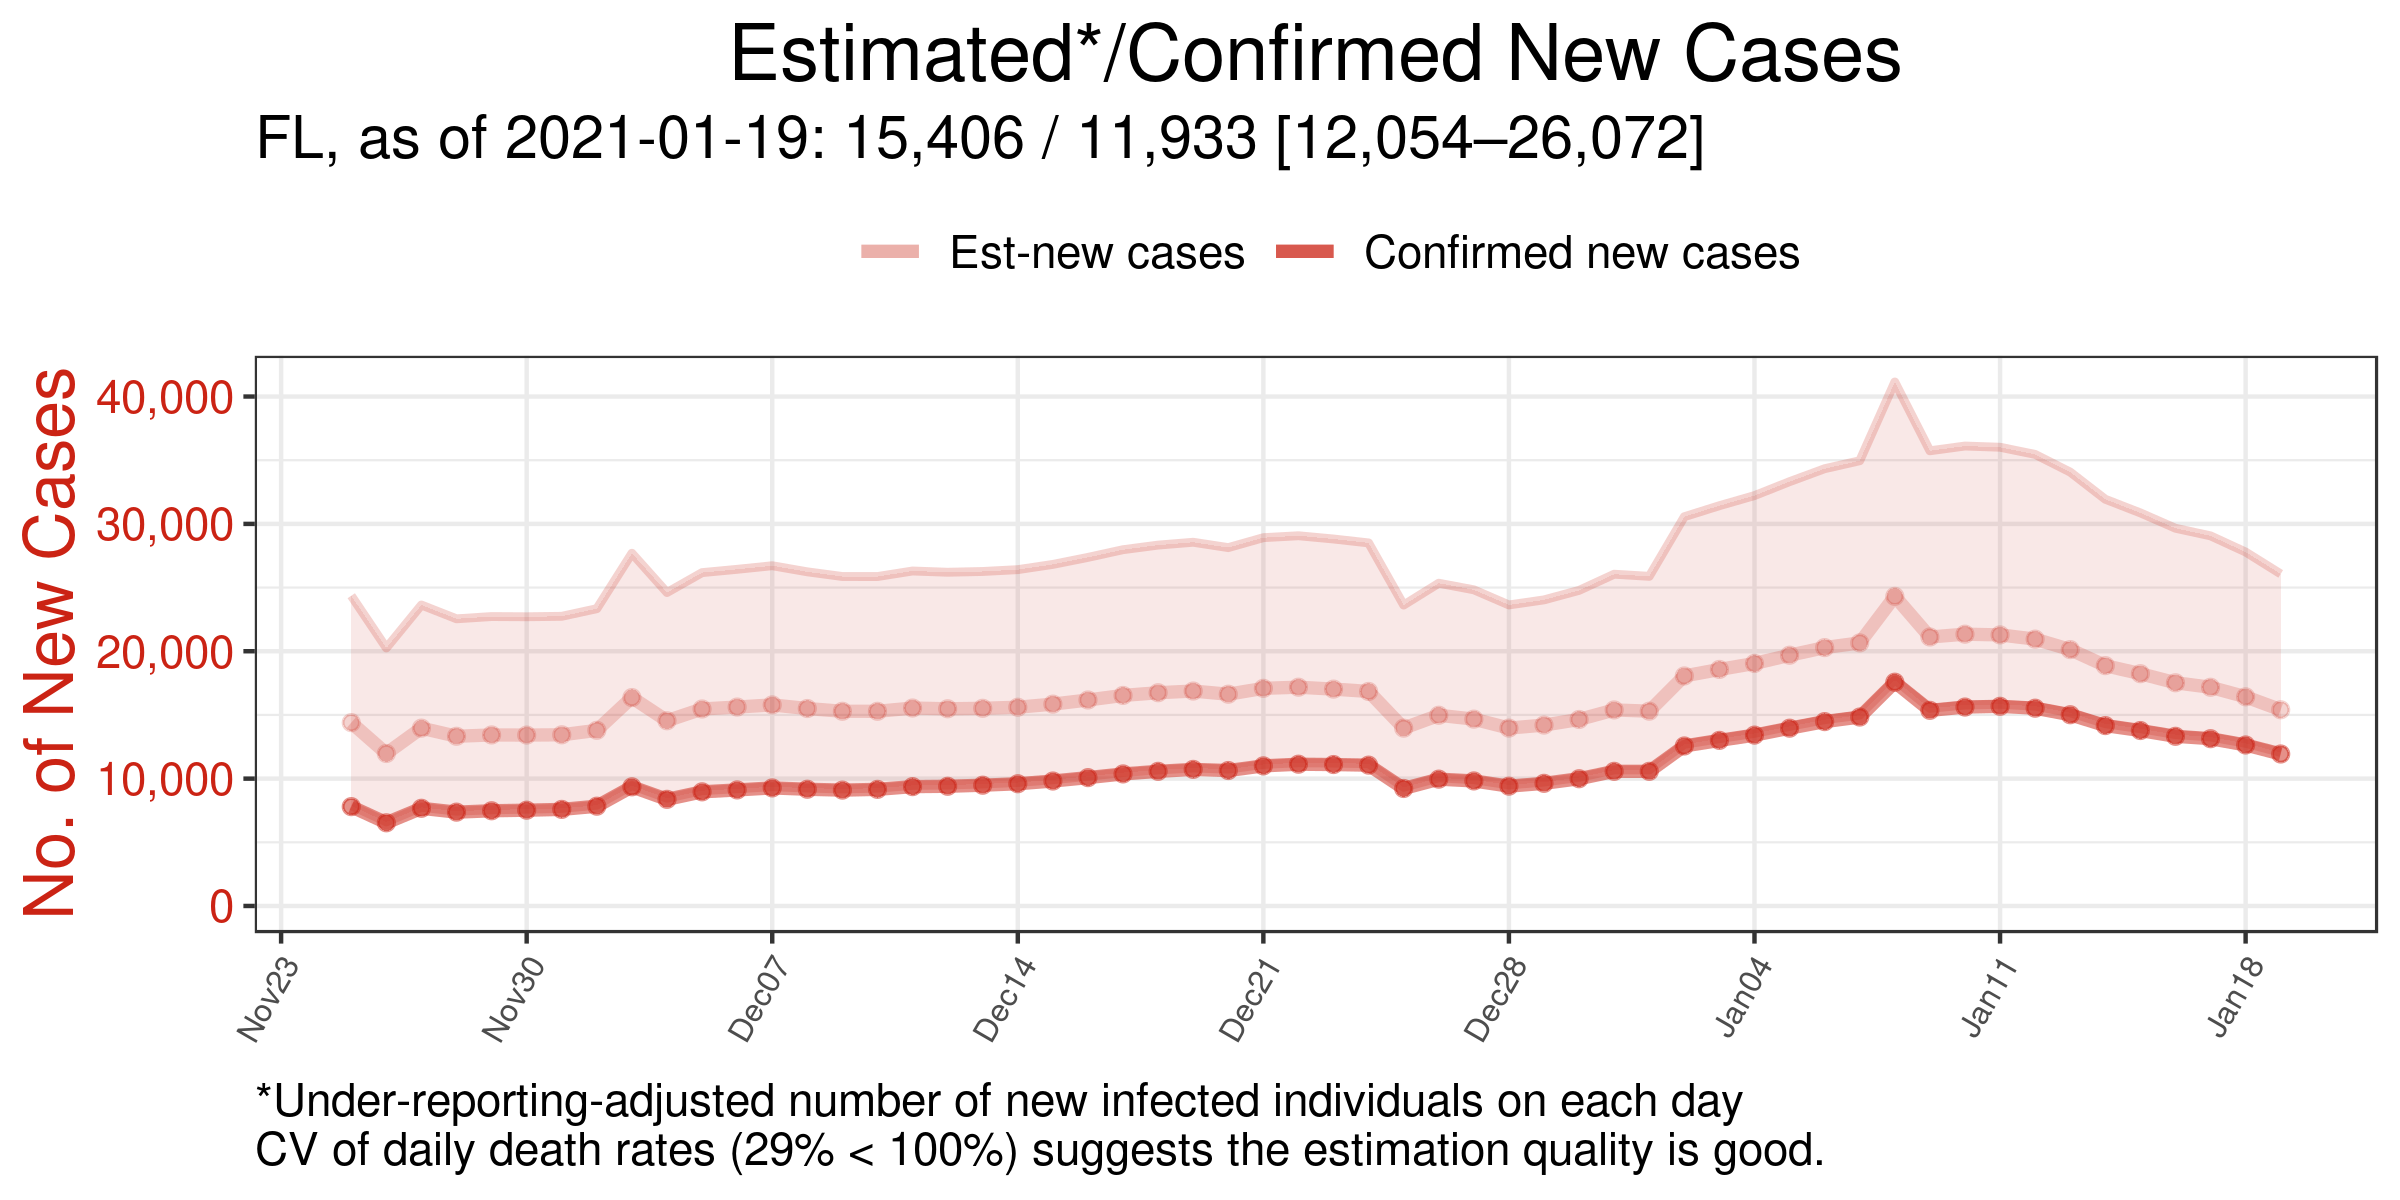 Estimated*/Confirmed New Cases
FL, as of 2021-01-19: 15,406 / 11,933 [12,054–26,072]
Est-new cases
Confirmed new cases
No. of New Cases
40,000
30,000
20,000
10,000
0
Nov23
Nov30
Dec07
Dec14
Dec21
Dec28
Jan04
Jan11
Jan18
*Under-reporting-adjusted number of new infected individuals on each day
CV of daily death rates (29% < 100%) suggests the estimation quality is good.